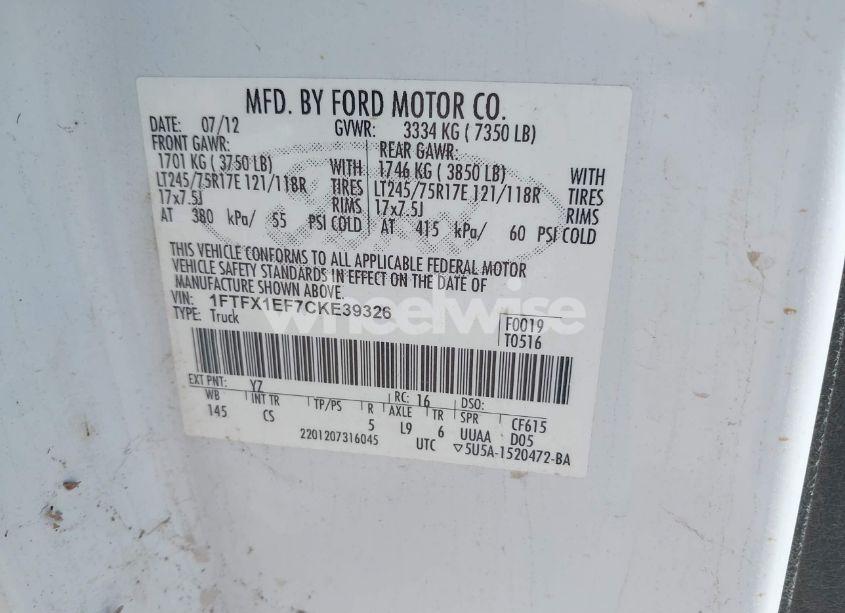 MFD. BY FORD MOTOR CO.
DATE: 07/12 GVWR: 3334 KG ( 7350 LB)
FRONT GAWR: REAR GAWR:
1701 KG ( 3750 LB) WITH 1746 KG ( 3850 LB) WITH
LT245/75R17E 121/118R TIRES LT245/75R17E 121/118R TIRES
17x7.5J RIMS 17x7.5J RIMS
AT 380 kPa/ 55 PSI COLD AT 415 kPa/ 60 PSI COLD
THIS VEHICLE CONFORMS TO ALL APPLICABLE FEDERAL MOTOR
VEHICLE SAFETY STANDARDS IN EFFECT ON THE DATE OF
MANUFACTURE SHOWN ABOVE.
VIN: 1FTFX1EF7CKE39326 F0019
TYPE: Truck T0516
wheelwise
EXT PNT: YZ RC: 16 DSO:
WB INT TR TP/PS R AXLE TR SPR CF615
145 CS 5 L9 6 UUAA D05
2201207316045 UTC ▽5U5A-1520472-BA